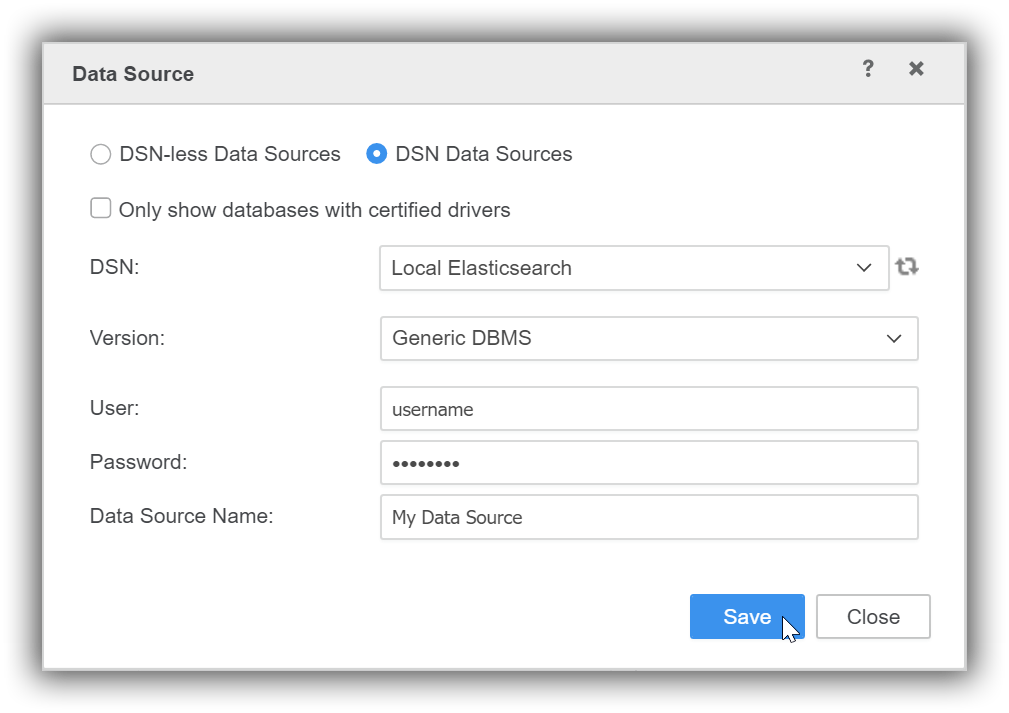 Data Source ?
DSN-less Data Sources DSN Data Sources
Only show databases with certified drivers
DSN: Local Elasticsearch
Version: Generic DBMS
User: username
Password: ••••••••
Data Source Name: My Data Source
Save Close